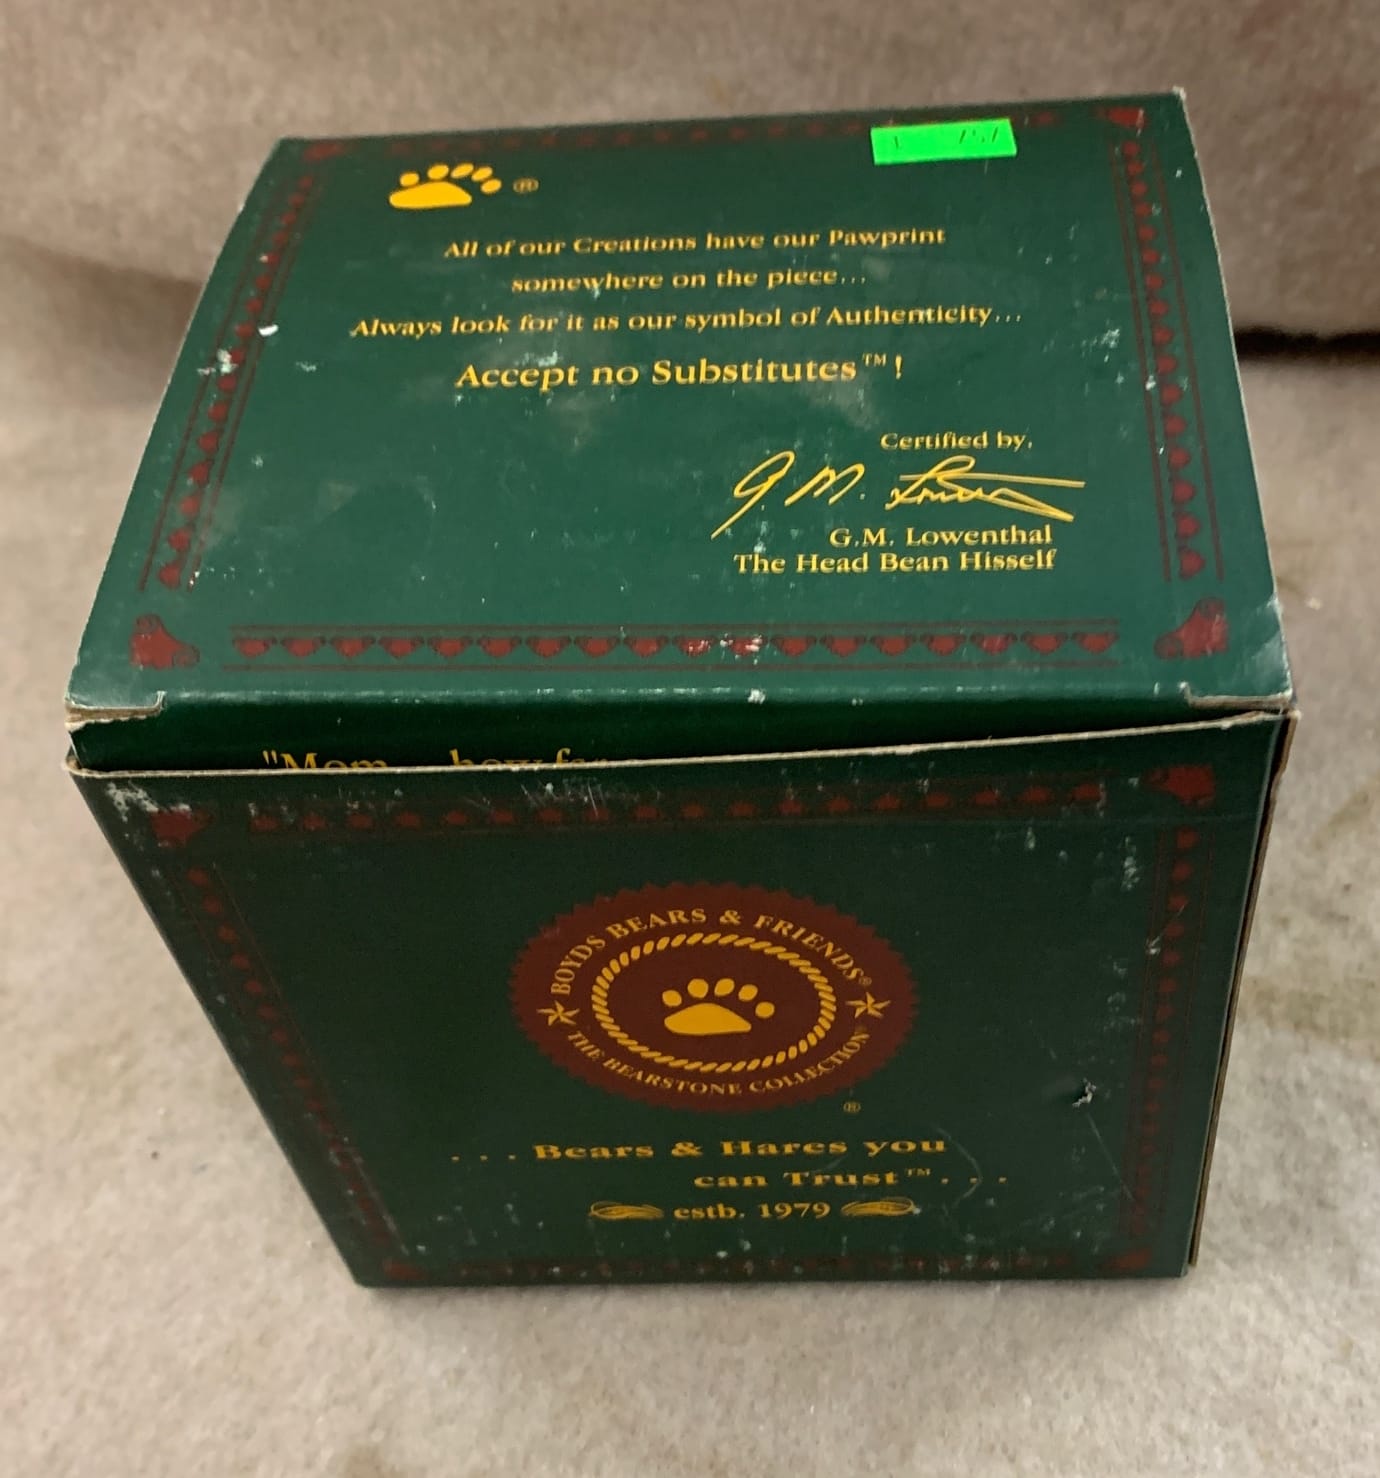 ®
All of our Creations have our Pawprint
somewhere on the piece...
Always look for it as our symbol of Authenticity...
Accept no Substitutes™!
Certified by,
G.M. Lowenthal
The Head Bean Hisself
"Mom
BOYDS BEARS & FRIENDS®
THE BEARSTONE COLLECTION®
®
...Bears & Hares you
can Trust™...
estb. 1979